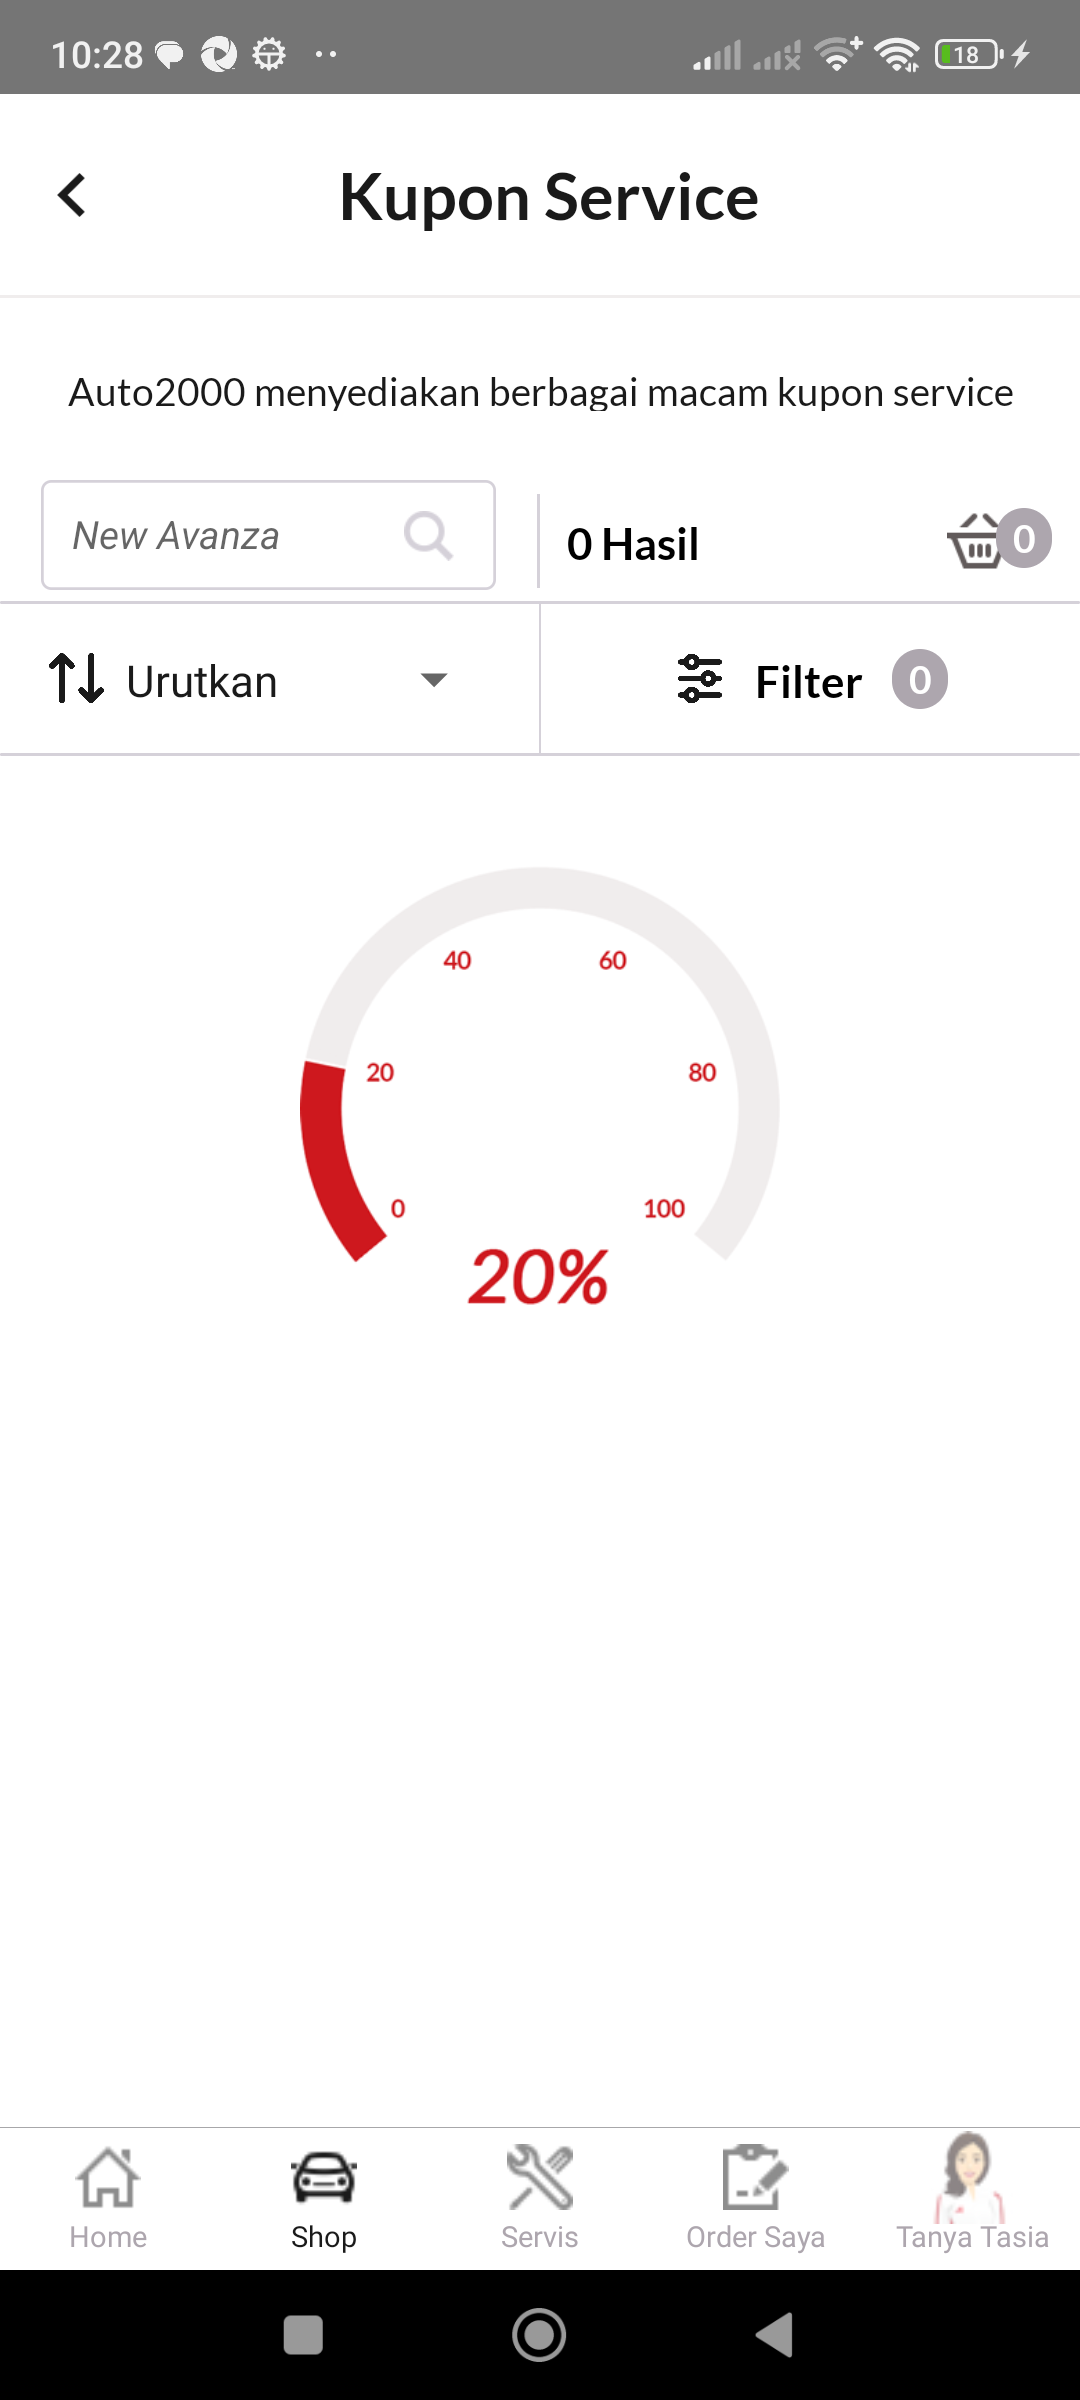 10:28
18
Kupon Service
Auto2000 menyediakan berbagai macam kupon service
New Avanza
0 Hasil
0
Urutkan
Filter
0
40
60
20
80
0
100
20%
Home
Shop
Servis
Order Saya
Tanya Tasia